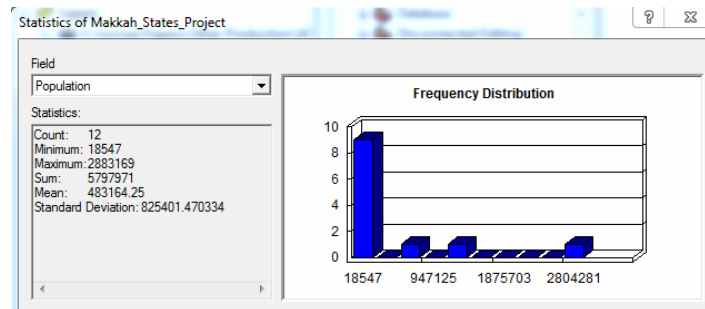 Statistics of Makkah_States_Project
Field
Population
Statistics:
Count: 12
Minimum: 18547
Maximum: 2883169
Sum: 5797971
Mean: 483164.25
Standard Deviation: 825401.470334
Frequency Distribution
10
8
6
4
2
0
18547 947125 1875703 2804281